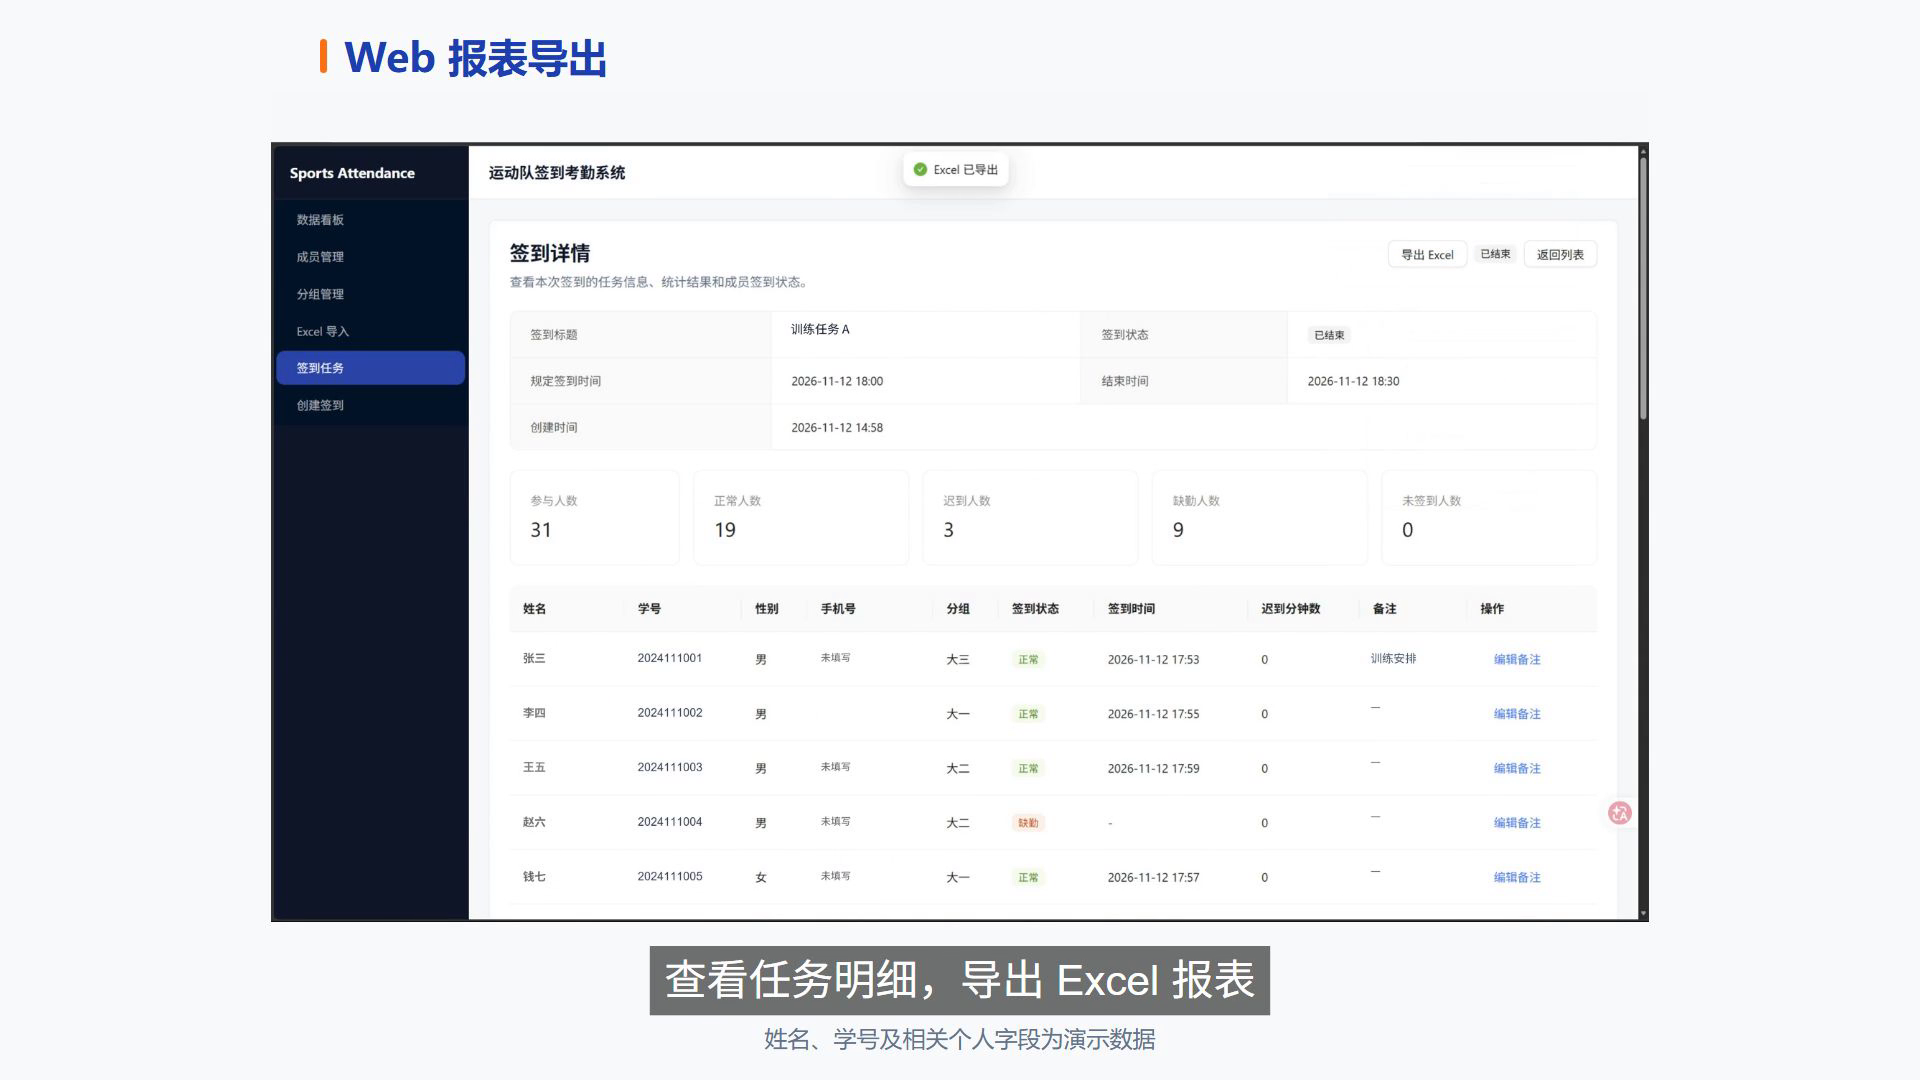 Web 报表导出
Sports Attendance
运动队签到考勤系统
Excel 已导出
数据看板
成员管理
分组管理
Excel 导入
签到任务
创建签到
签到详情
导出 Excel
已结束
返回列表
查看本次签到的任务信息、统计结果和成员签到状态。
签到标题 训练任务 A 签到状态 已结束
规定签到时间 2026-11-12 18:00 结束时间 2026-11-12 18:30
创建时间 2026-11-12 14:58
参与人数 正常人数 迟到人数 缺勤人数 未签到人数
31 19 3 9 0
姓名 学号 性别 手机号 分组 签到状态 签到时间 迟到分钟数 备注 操作
张三 2024111001 男 未填写 大三 正常 2026-11-12 17:53 0 训练安排 编辑备注
李四 2024111002 男 大一 正常 2026-11-12 17:55 0 — 编辑备注
王五 2024111003 男 未填写 大二 正常 2026-11-12 17:59 0 — 编辑备注
赵六 2024111004 男 未填写 大二 缺勤 - 0 — 编辑备注
钱七 2024111005 女 未填写 大一 正常 2026-11-12 17:57 0 — 编辑备注
查看任务明细，导出 Excel 报表
姓名、学号及相关个人字段为演示数据